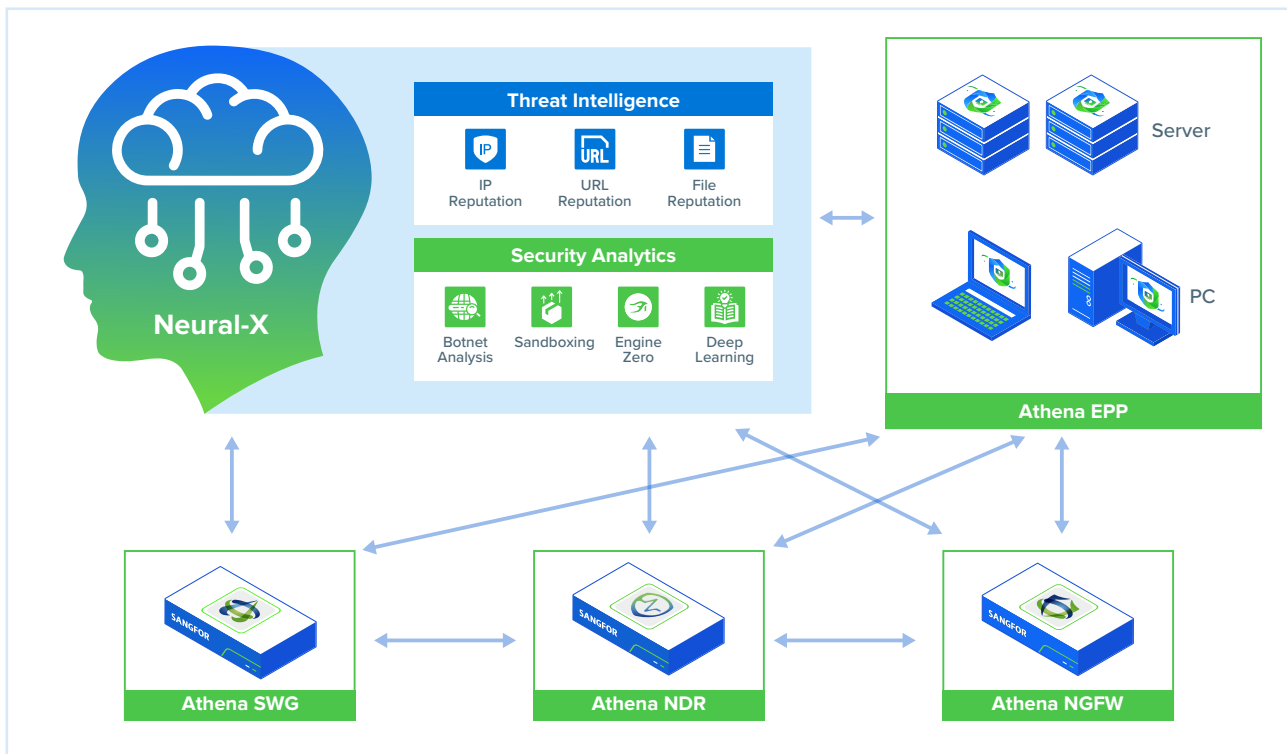 Threat Intelligence
IP
URL
IP
Reputation
URL
Reputation
File
Reputation
Neural-X
Security Analytics
Botnet
Analysis
Sandboxing
Engine
Zero
Deep
Learning
Server
PC
Athena EPP
SANGFOR
Athena SWG
SANGFOR
Athena NDR
SANGFOR
Athena NGFW